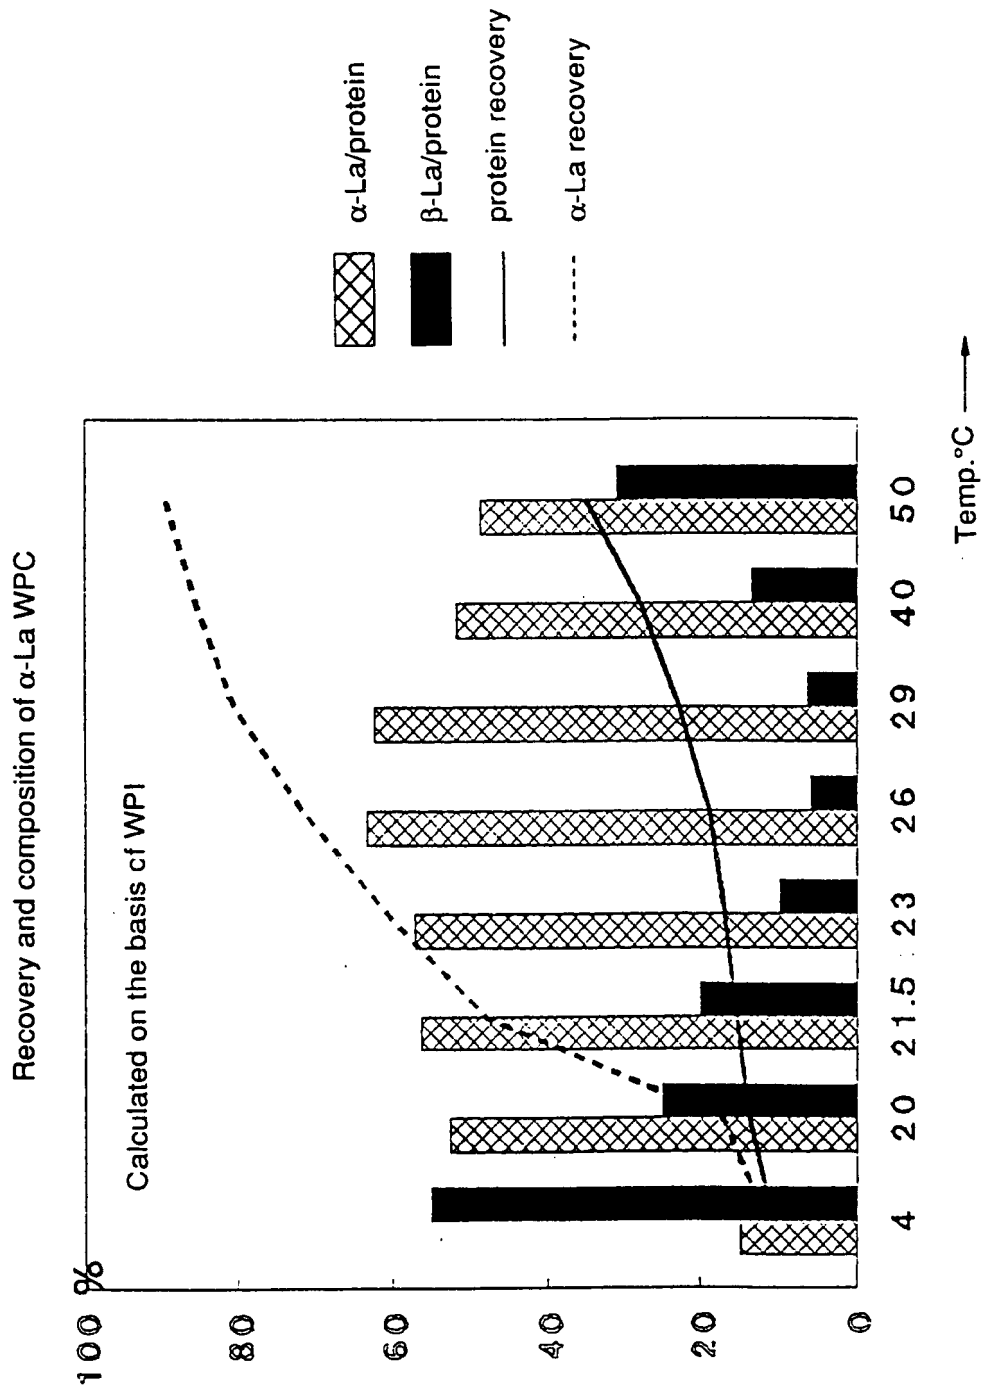 Recovery and composition of α-La WPC
%
Calculated on the basis cf WPI
100
80
60
40
20
0
4 20 21.5 23 26 29 40 50
Temp.°C
α-La/protein
β-La/protein
protein recovery
α-La recovery